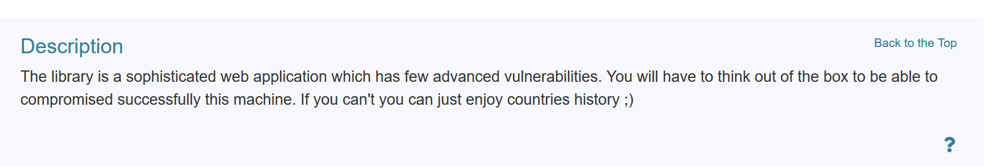 Description
Back to the Top
The library is a sophisticated web application which has few advanced vulnerabilities. You will have to think out of the box to be able to
compromised successfully this machine. If you can't you can just enjoy countries history ;)
?